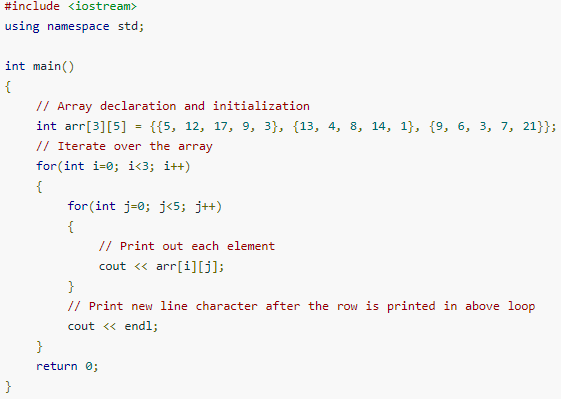 #include <iostream>
using namespace std;
int main()
{
// Array declaration and initialization
int arr[3][5] = {{5, 12, 17, 9, 3}, {13, 4, 8, 14, 1}, {9, 6, 3, 7, 21}};
// Iterate over the array
for(int i=0; i<3; i++)
{
for(int j=0; j<5; j++)
{
// Print out each element
cout << arr[i][j];
}
// Print new line character after the row is printed in above loop
cout << endl;
}
return 0;
}